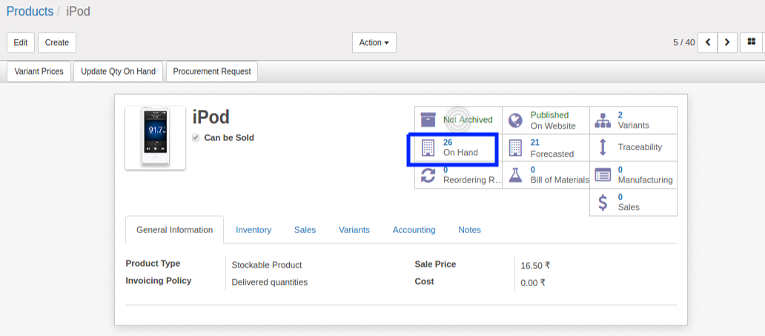 Products / iPod
Edit Create Action 5 / 40
Variant Prices Update Qty On Hand Procurement Request
iPod
Can be Sold
Not Archived
Published
On Website
2
Variants
26
On Hand
21
Forecasted
Traceability
0
Reordering R...
0
Bill of Materials
0
Manufacturing
$
0
Sales
General Information Inventory Sales Variants Accounting Notes
Product Type Stockable Product Sale Price 16.50 ₹
Invoicing Policy Delivered quantities Cost 0.00 ₹
91.7